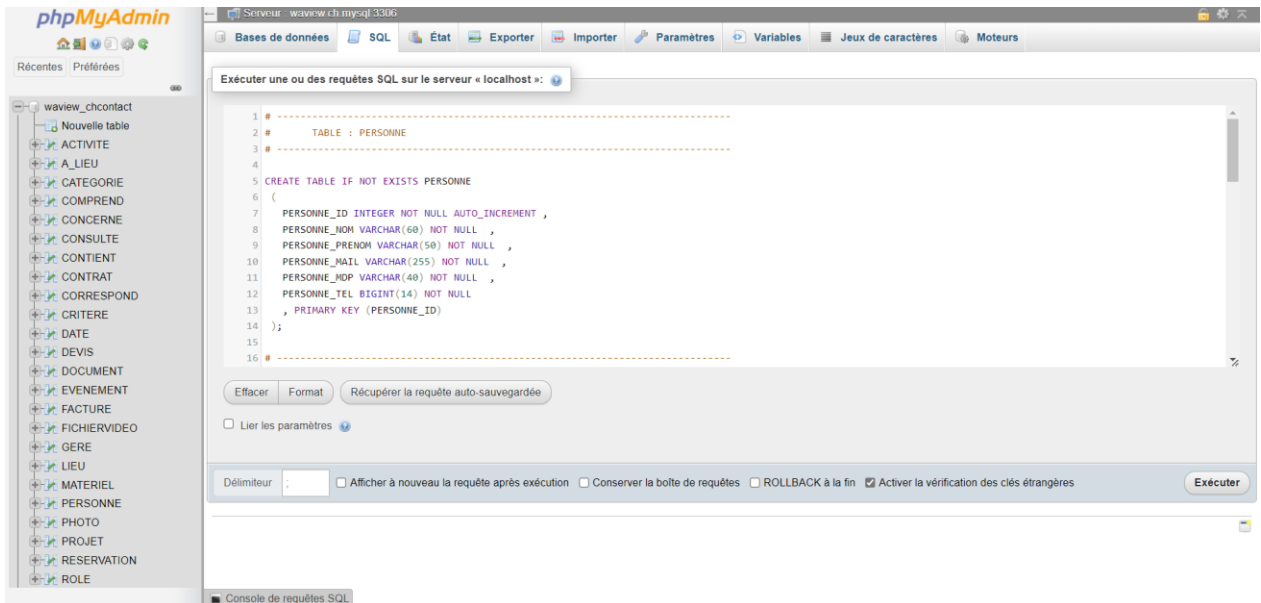 phpMyAdmin
Récentes Préférées
waview_chcontact
Nouvelle table
ACTIVITE
A_LIEU
CATEGORIE
COMPREND
CONCERNE
CONSULTE
CONTIENT
CONTRAT
CORRESPOND
CRITERE
DATE
DEVIS
DOCUMENT
EVENEMENT
FACTURE
FICHIERVIDEO
GERE
LIEU
MATERIEL
PERSONNE
PHOTO
PROJET
RESERVATION
ROLE
Serveur : waview.ch.mysql:3306
Bases de données SQL État Exporter Importer Paramètres Variables Jeux de caractères Moteurs
Exécuter une ou des requêtes SQL sur le serveur « localhost »:
1 # -----------------------------------------------------------------------------
2 #       TABLE : PERSONNE
3 # -----------------------------------------------------------------------------
4
5 CREATE TABLE IF NOT EXISTS PERSONNE
6  (
7    PERSONNE_ID INTEGER NOT NULL AUTO_INCREMENT ,
8    PERSONNE_NOM VARCHAR(60) NOT NULL  ,
9    PERSONNE_PRENOM VARCHAR(50) NOT NULL  ,
10    PERSONNE_MAIL VARCHAR(255) NOT NULL  ,
11    PERSONNE_MDP VARCHAR(40) NOT NULL  ,
12    PERSONNE_TEL BIGINT(14) NOT NULL
13    , PRIMARY KEY (PERSONNE_ID)
14  );
15
16 # -----------------------------------------------------------------------------
Effacer Format Récupérer la requête auto-sauvegardée
Lier les paramètres
Délimiteur ; Afficher à nouveau la requête après exécution Conserver la boîte de requêtes ROLLBACK à la fin Activer la vérification des clés étrangères Exécuter
Console de requêtes SQL